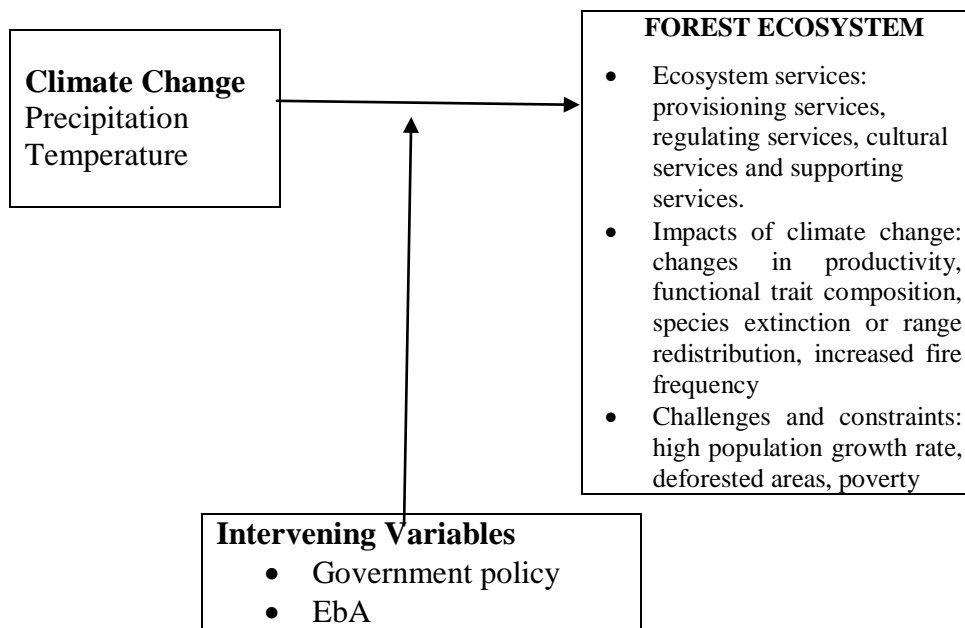 Climate Change
Precipitation
Temperature
FOREST ECOSYSTEM
• Ecosystem services:
provisioning services,
regulating services, cultural
services and supporting
services.
• Impacts of climate change:
changes in productivity,
functional trait composition,
species extinction or range
redistribution, increased fire
frequency
• Challenges and constraints:
high population growth rate,
deforested areas, poverty
Intervening Variables
• Government policy
• EbA